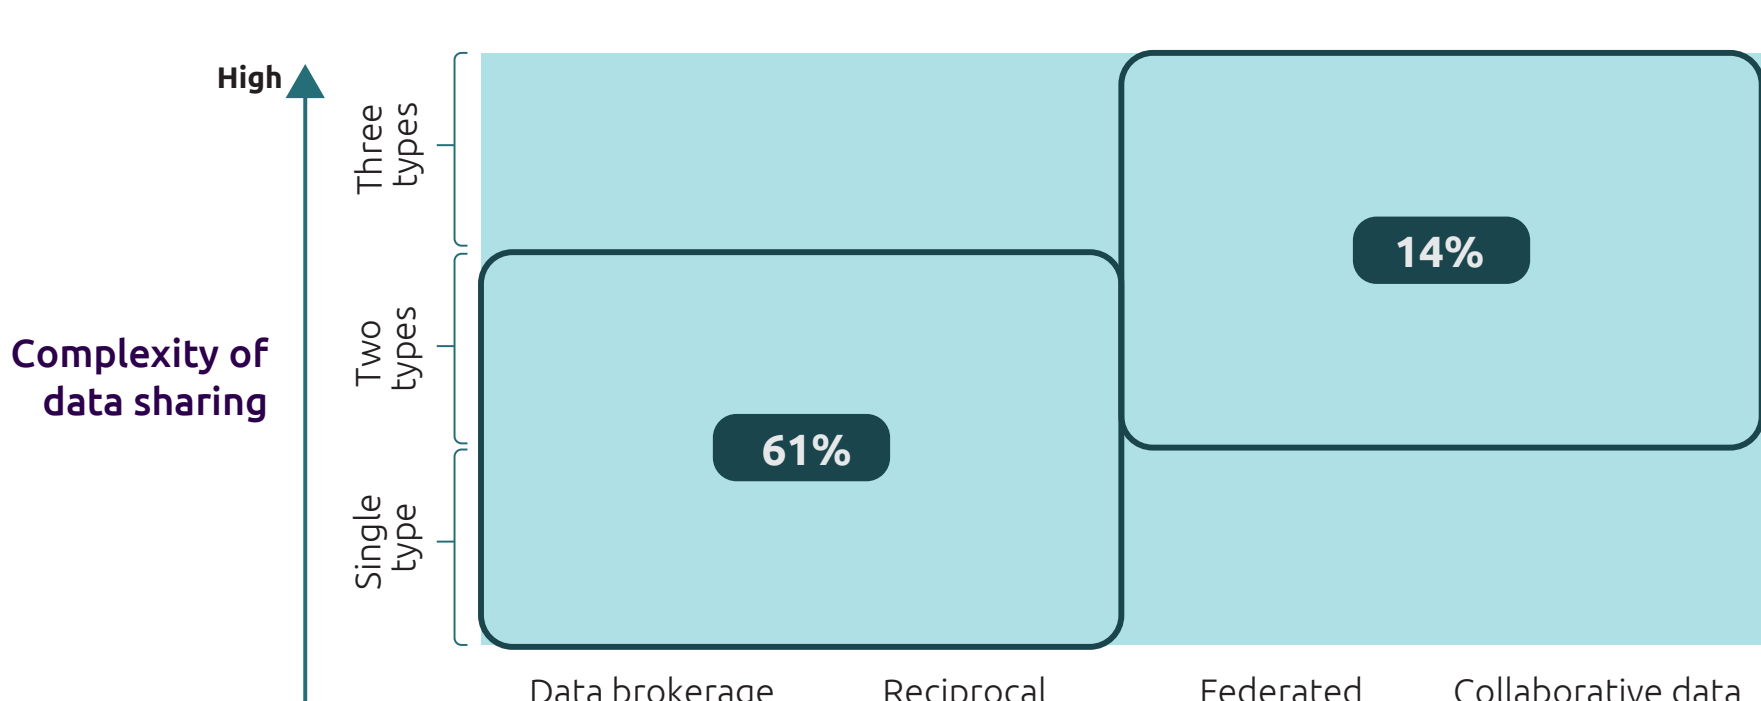 High
Three
types
14%
Two
types
Complexity of
data sharing
61%
Single
type
Data brokerage
Reciprocal
Federated
Collaborative data